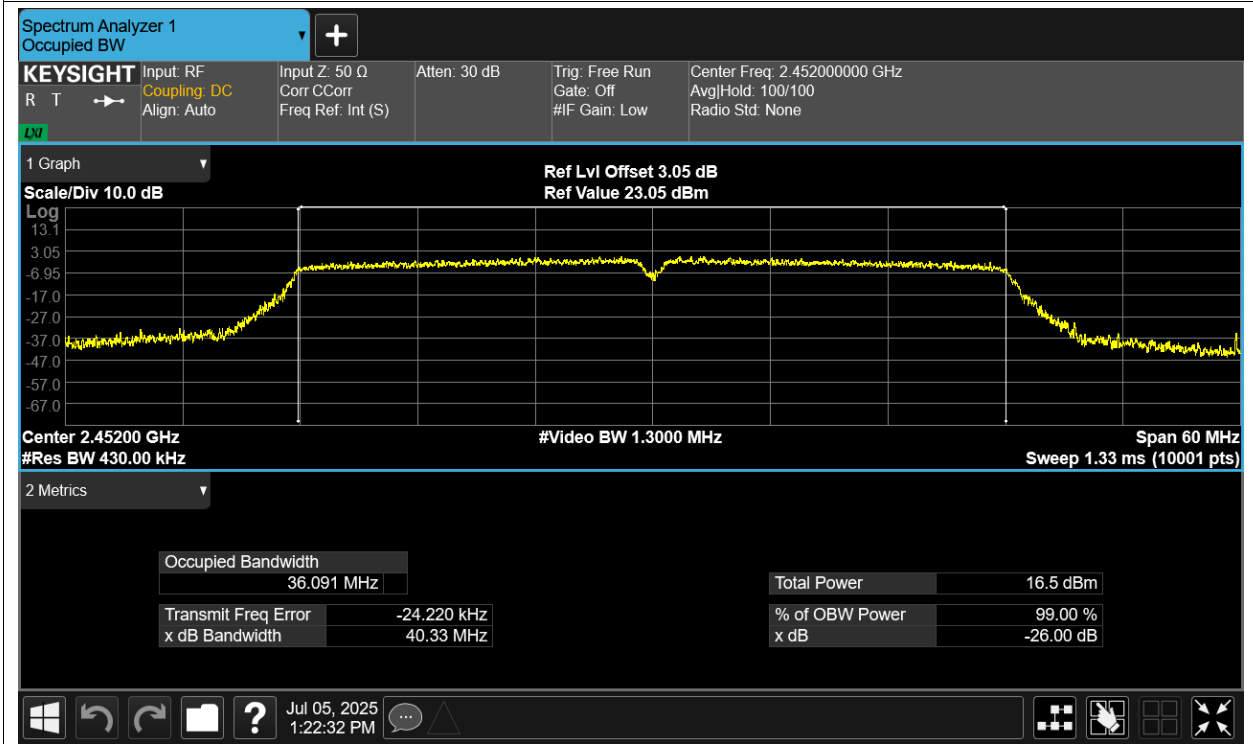 Spectrum Analyzer 1
Occupied BW
KEYSIGHT
R T
LXI
Input: RF
Coupling: DC
Align: Auto
Input Z: 50 Ω
Corr CCorr
Freq Ref: Int (S)
Atten: 30 dB
Trig: Free Run
Gate: Off
#IF Gain: Low
Center Freq: 2.452000000 GHz
Avg|Hold: 100/100
Radio Std: None
1 Graph
Scale/Div 10.0 dB
Ref Lvl Offset 3.05 dB
Ref Value 23.05 dBm
Log
13.1
3.05
-6.95
-17.0
-27.0
-37.0
-47.0
-57.0
-67.0
Center 2.45200 GHz
#Res BW 430.00 kHz
#Video BW 1.3000 MHz
Span 60 MHz
Sweep 1.33 ms (10001 pts)
2 Metrics
Occupied Bandwidth
36.091 MHz
Transmit Freq Error -24.220 kHz
x dB Bandwidth 40.33 MHz
Total Power 16.5 dBm
% of OBW Power 99.00 %
x dB -26.00 dB
?
Jul 05, 2025
1:22:32 PM